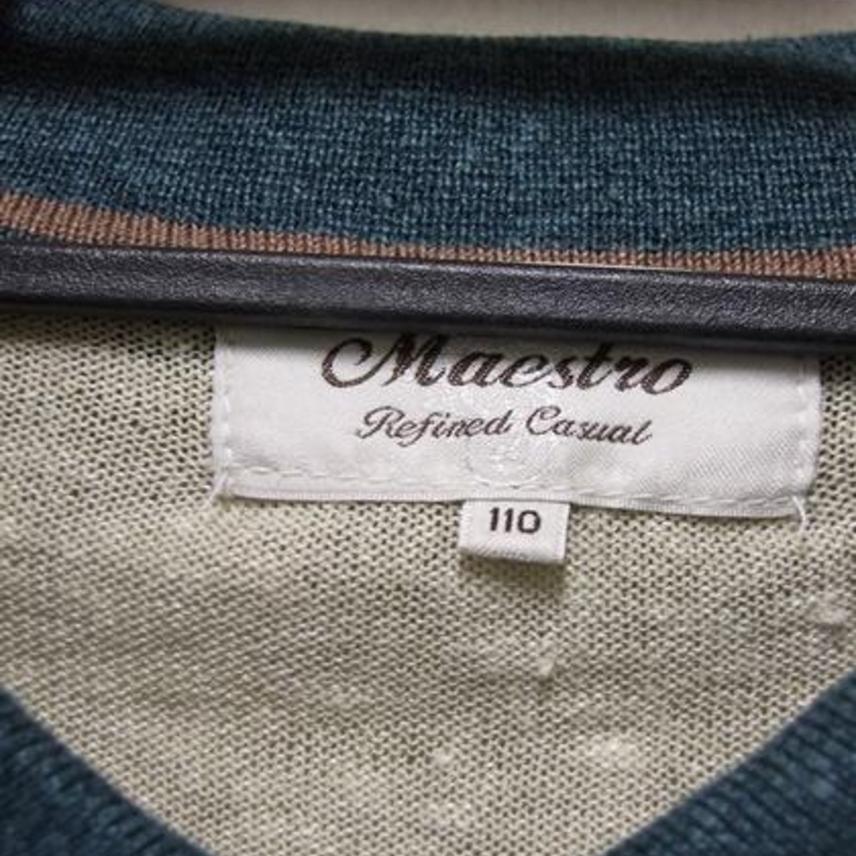 Maestro
Refined Casual
110